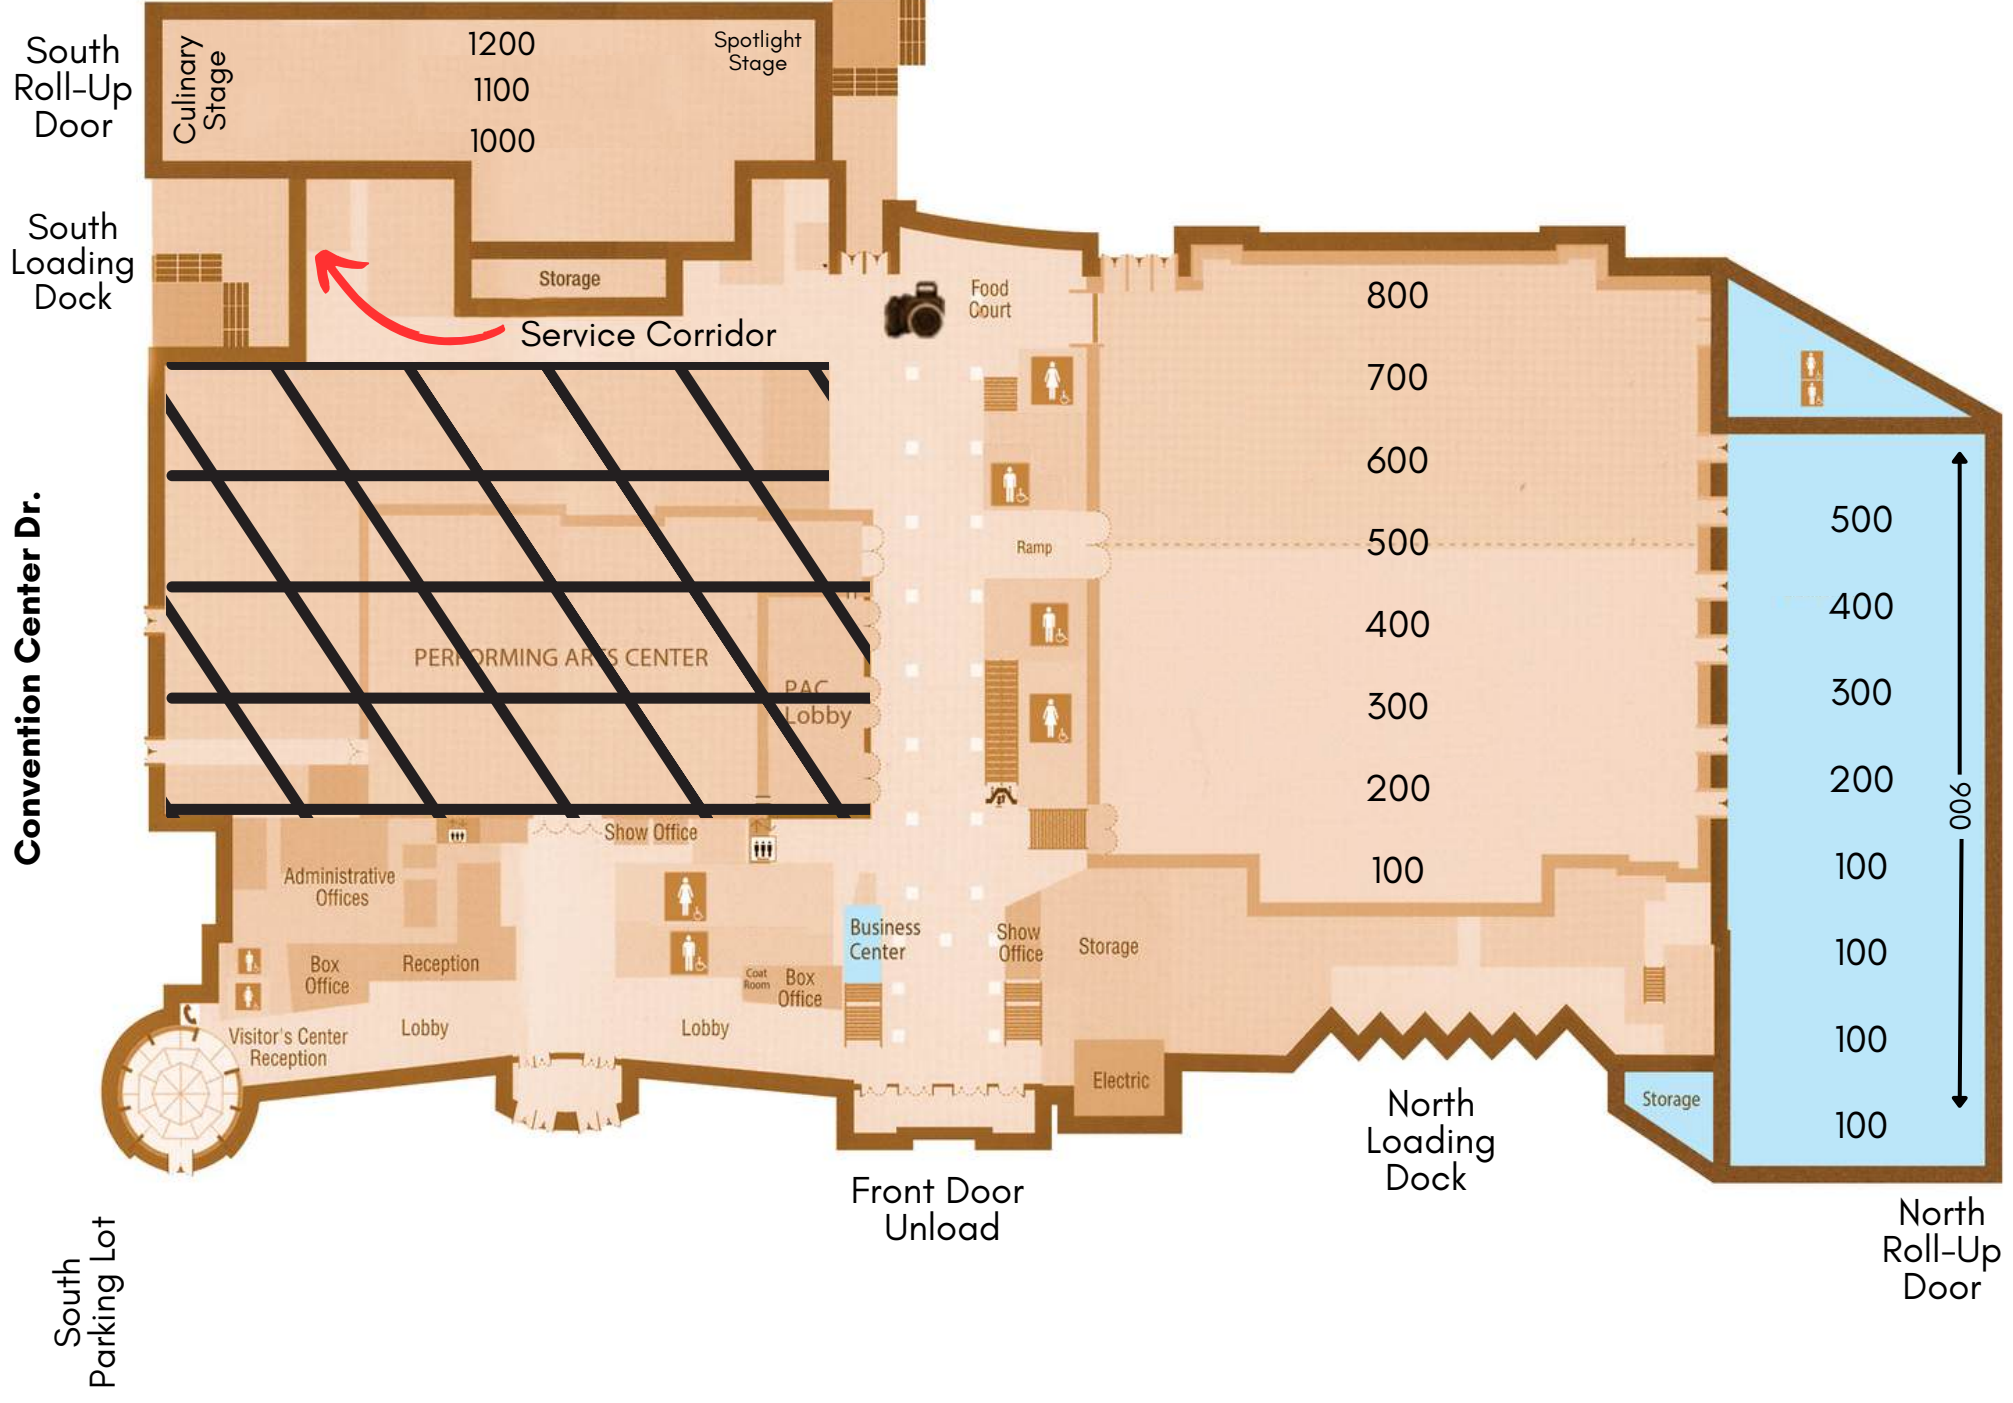 South
Roll-Up
Door
Culinary
Stage
1200
1100
1000
Spotlight
Stage
South
Loading
Dock
Storage
Service Corridor
Food
Court
800
700
600
500
400
300
200
100
Ramp
Convention Center Dr.
PERFORMING ARTS CENTER
PAC
Lobby
500
400
300
200
100
100
100
100
900
Show Office
Administrative
Offices
Box
Office
Reception
Coat
Room
Box
Office
Business
Center
Show
Office
Storage
Visitor's Center
Reception
Lobby
Lobby
Electric
Storage
North
Loading
Dock
Front Door
Unload
North
Roll-Up
Door
South
Parking Lot